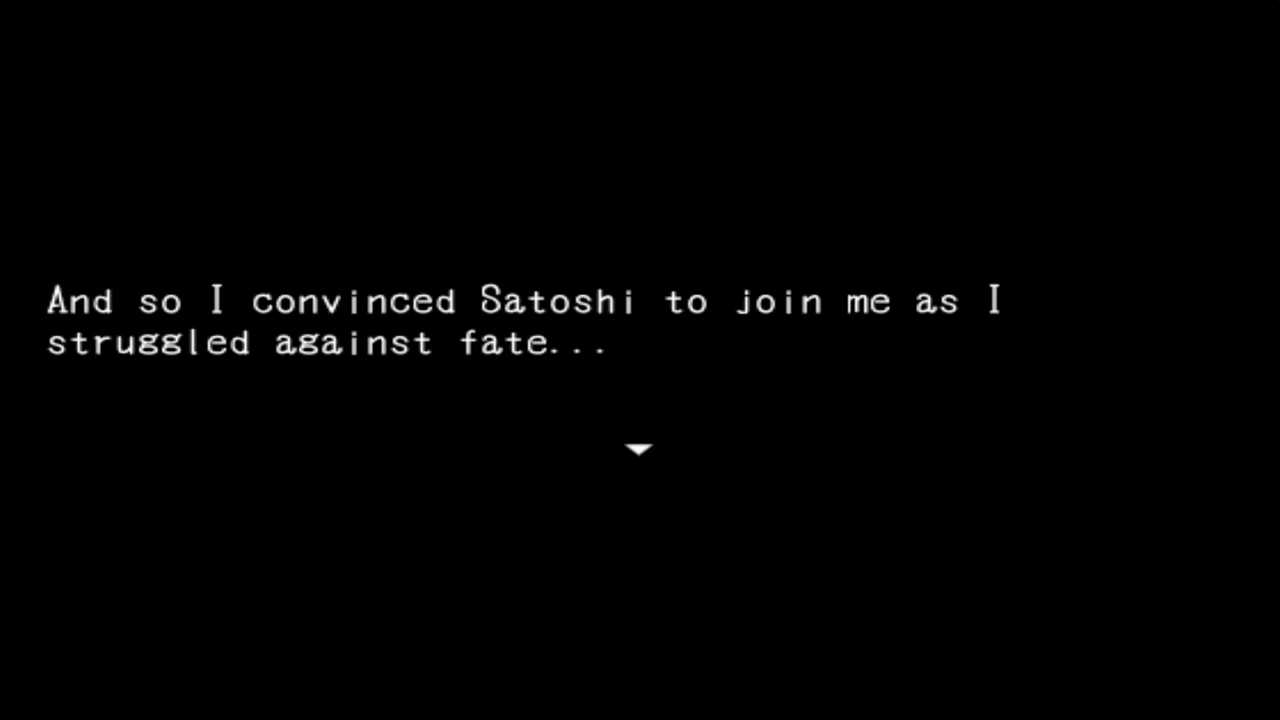 And so I convinced Satoshi to join me as I
struggled against fate...